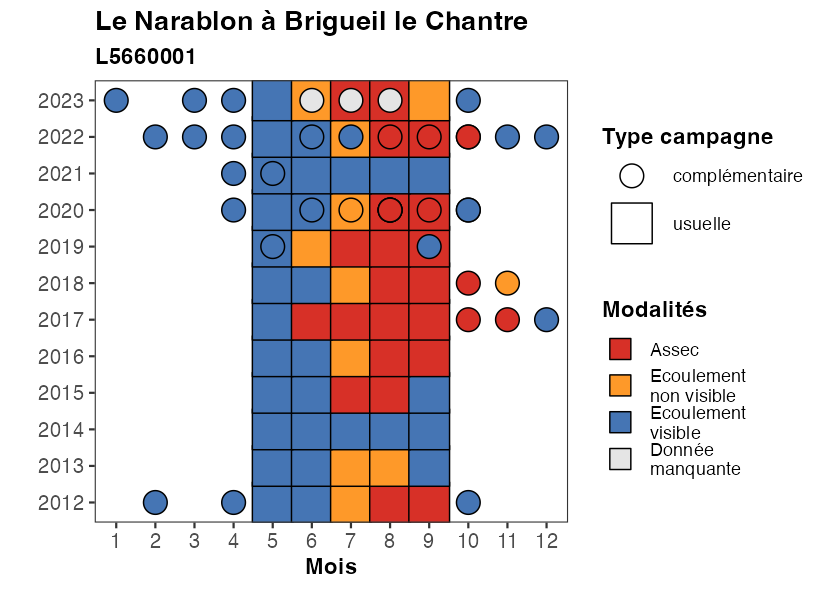 Le Narablon à Brigueil le Chantre
L5660001
2023
2022
2021
2020
2019
2018
2017
2016
2015
2014
2013
2012
1 2 3 4 5 6 7 8 9 10 11 12
Mois
Type campagne
complémentaire
usuelle
Modalités
Assec
Ecoulement
non visible
Ecoulement
visible
Donnée
manquante